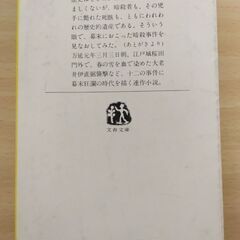 ましくないが、暗殺者も、その兇
手に斃れた死骸も、ともにわれわ
れの歴史的遺産である。そういう
眼で、幕末におこった暗殺事件を
見なおしてみた。(あとがきより)
万延元年三月三日朝、江戸城桜田
門外で、春の雪を血で染めた大老
井伊直弼襲撃など、十二の事件に
幕末狂瀾の時代を描く連作小説。
文春文庫